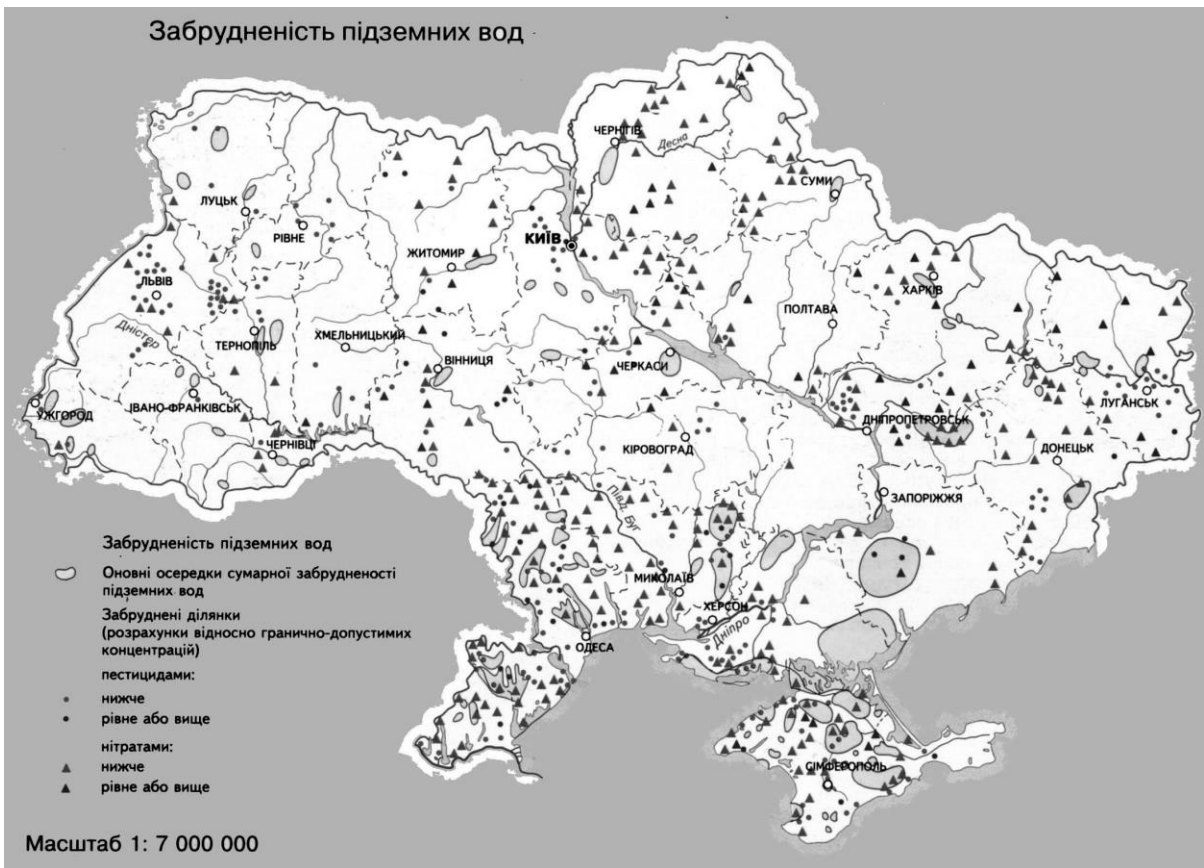 Забрудненість підземних вод
ЧЕРНІГІВ
Десна
СУМИ
ЛУЦЬК
РІВНЕ
КИЇВ
ЖИТОМИР
ЛЬВІВ
ХАРКІВ
ПОЛТАВА
Дністер
ТЕРНОПІЛЬ
ХМЕЛЬНИЦЬКИЙ
ВІННИЦЯ
ЧЕРКАСИ
УЖГОРОД
ІВАНО-ФРАНКІВСЬК
ЛУГАНСЬК
ДНІПРОПЕТРОВСЬК
ЧЕРНІВЦІ
КІРОВОГРАД
ДОНЕЦЬК
ЗАПОРІЖЖЯ
Півд. Буг
МИКОЛАЇВ
ХЕРСОН
Дніпро
ОДЕСА
СІМФЕРОПОЛЬ
Забрудненість підземних вод
Оновні осередки сумарної забрудненості
підземних вод
Забруднені ділянки
(розрахунки відносно гранично-допустимих
концентрацій)
пестицидами:
нижче
рівне або вище
нітратами:
нижче
рівне або вище
Масштаб 1: 7 000 000